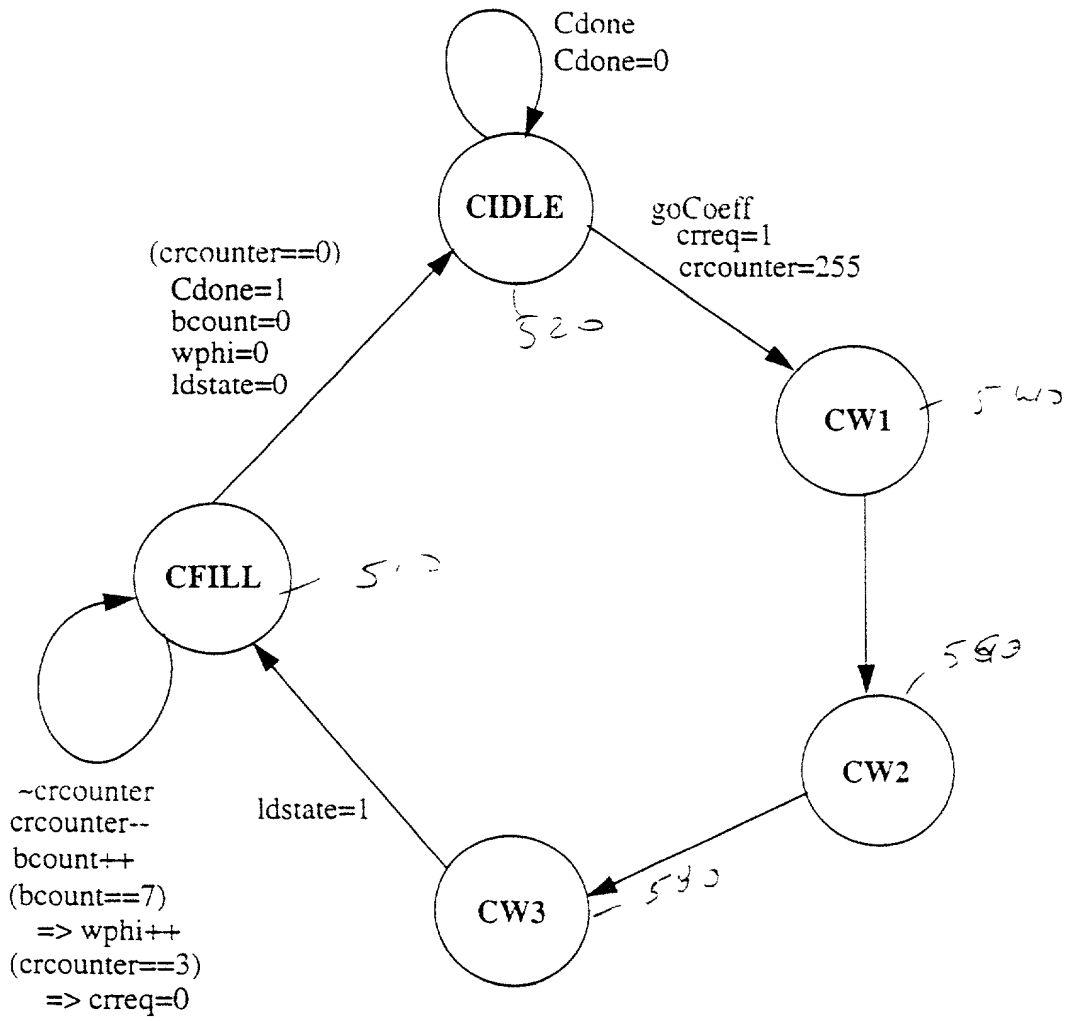 Cdone
Cdone=0
CIDLE
goCoeff
crreq=1
crcounter=255
(crcounter==0)
Cdone=1
bcount=0
wphi=0
ldstate=0
520
CW1
540
CFILL
CW2
ldstate=1
CW3
~crcounter
crcounter--
bcount++
(bcount==7)
=> wphi++
(crcounter==3)
=> crreq=0